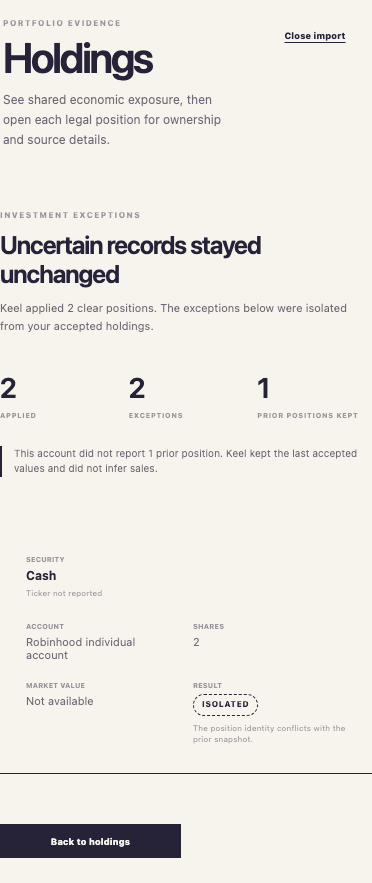 PORTFOLIO EVIDENCE
Close import
Holdings
See shared economic exposure, then
open each legal position for ownership
and source details.
INVESTMENT EXCEPTIONS
Uncertain records stayed
unchanged
Keel applied 2 clear positions. The exceptions below were isolated
from your accepted holdings.
2
APPLIED
2
EXCEPTIONS
1
PRIOR POSITIONS KEPT
This account did not report 1 prior position. Keel kept the last accepted
values and did not infer sales.
SECURITY
Cash
Ticker not reported
ACCOUNT
Robinhood individual
account
SHARES
2
MARKET VALUE
Not available
RESULT
ISOLATED
The position identity conflicts with the
prior snapshot.
Back to holdings